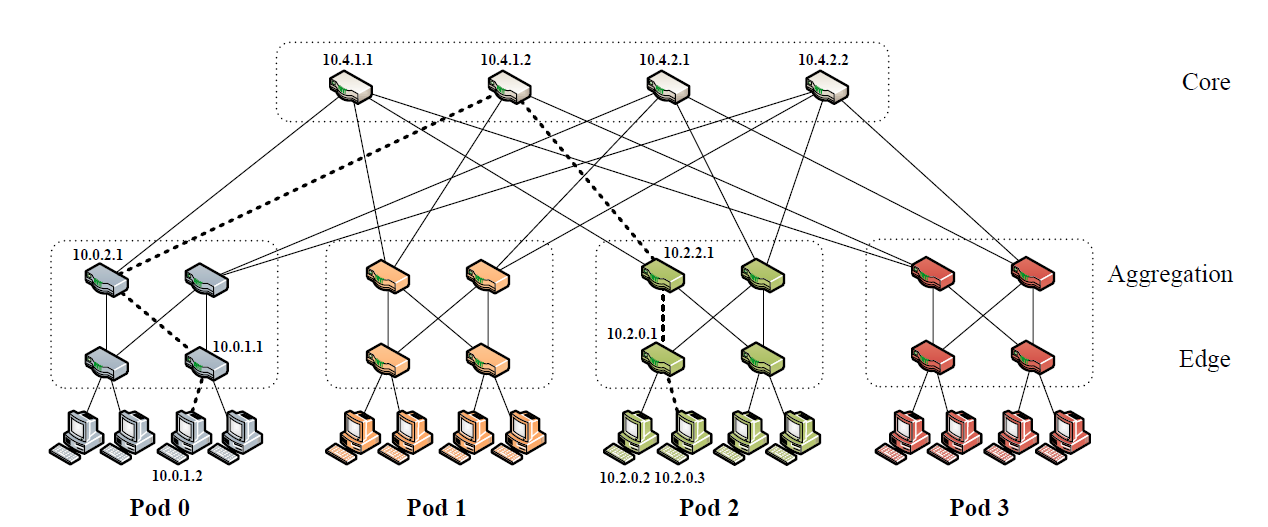 10.4.1.1 10.4.1.2 10.4.2.1 10.4.2.2
Core
10.0.2.1 10.2.2.1
Aggregation
10.0.1.1 10.2.0.1
Edge
10.0.1.2 10.2.0.2 10.2.0.3
Pod 0 Pod 1 Pod 2 Pod 3